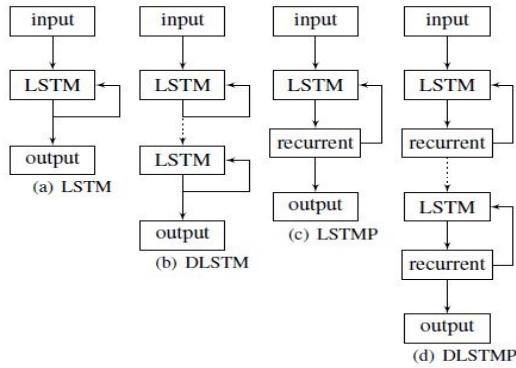 input
LSTM
output
(a) LSTM
input
LSTM
LSTM
output
(b) DLSTM
input
LSTM
recurrent
output
(c) LSTMP
input
LSTM
recurrent
LSTM
recurrent
output
(d) DLSTMP